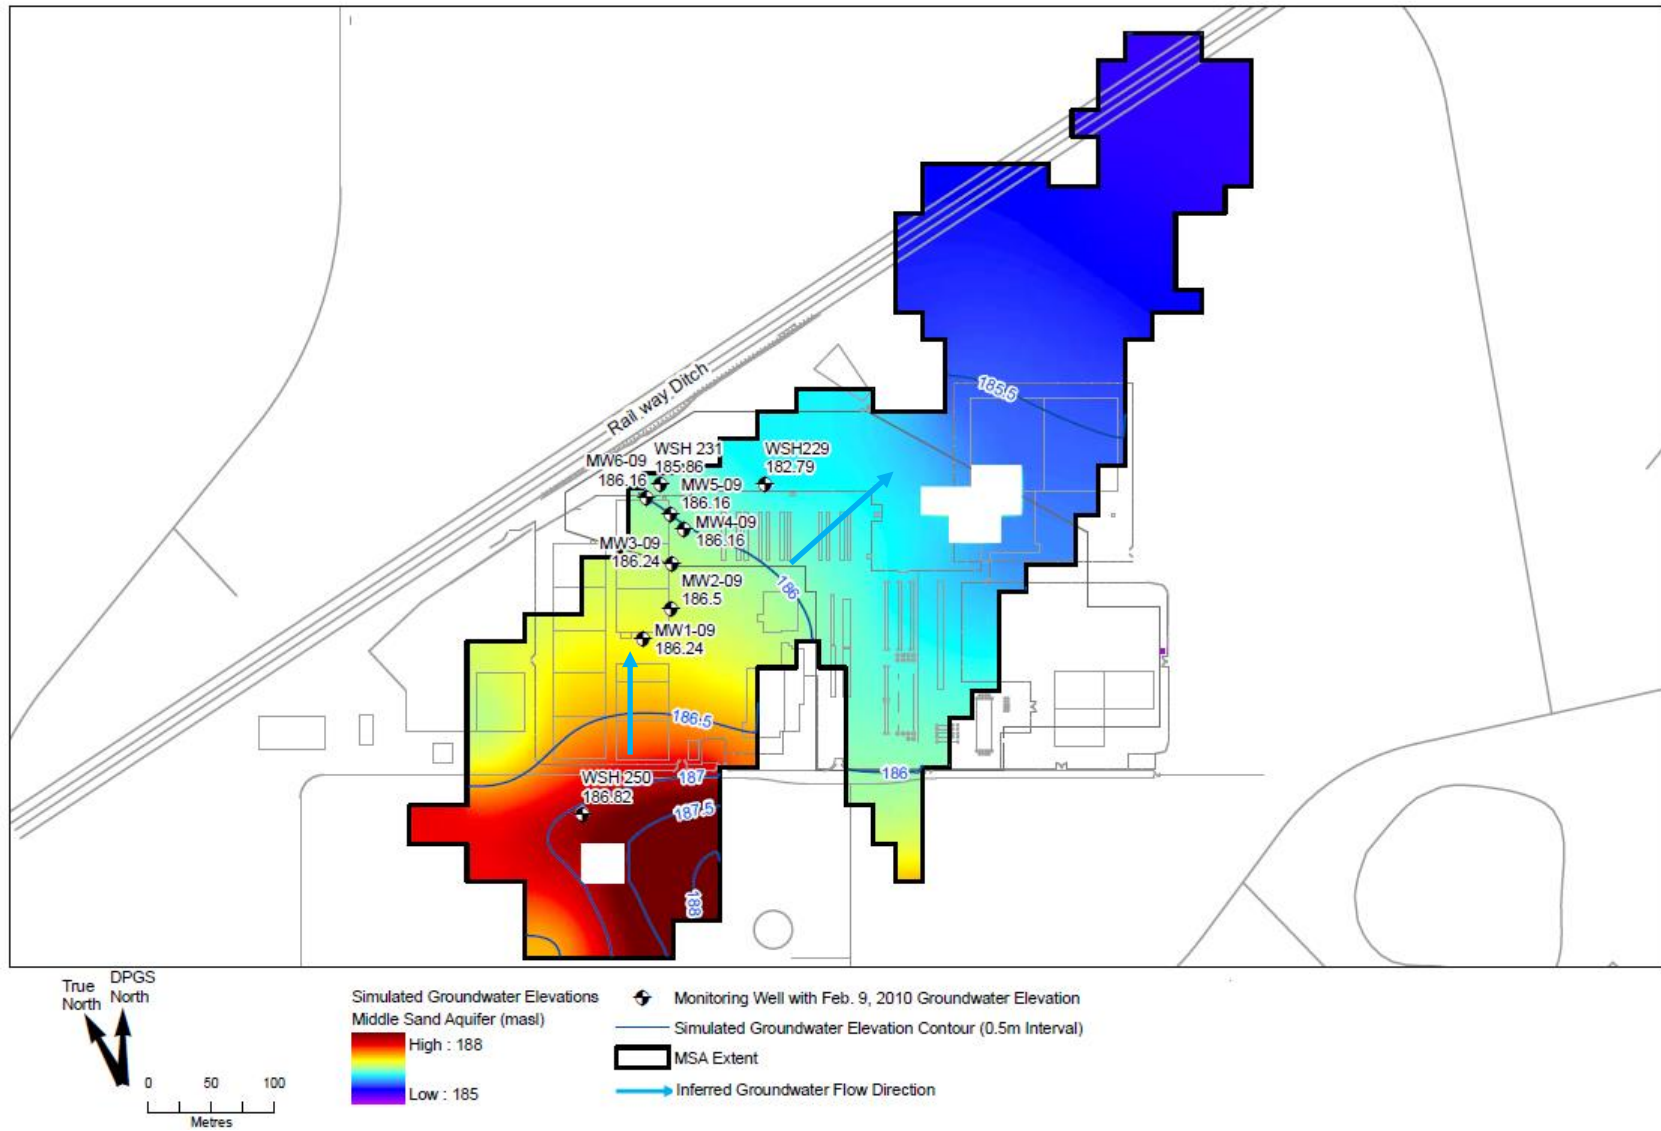 185.5
Rail way Ditch
WSH 231
185.86
WSH229
182.79
MW6-09
186.16
MW5-09
186.16
MW4-09
186.16
MW3-09
186.24
186
MW2-09
186.5
MW1-09
186.24
186.5
WSH 250
186.82
187
186
187.5
188
True
North
DPGS
North
0 50 100
Metres
Simulated Groundwater Elevations
Middle Sand Aquifer (masl)
High : 188
Low : 185
Monitoring Well with Feb. 9, 2010 Groundwater Elevation
Simulated Groundwater Elevation Contour (0.5m Interval)
MSA Extent
Inferred Groundwater Flow Direction